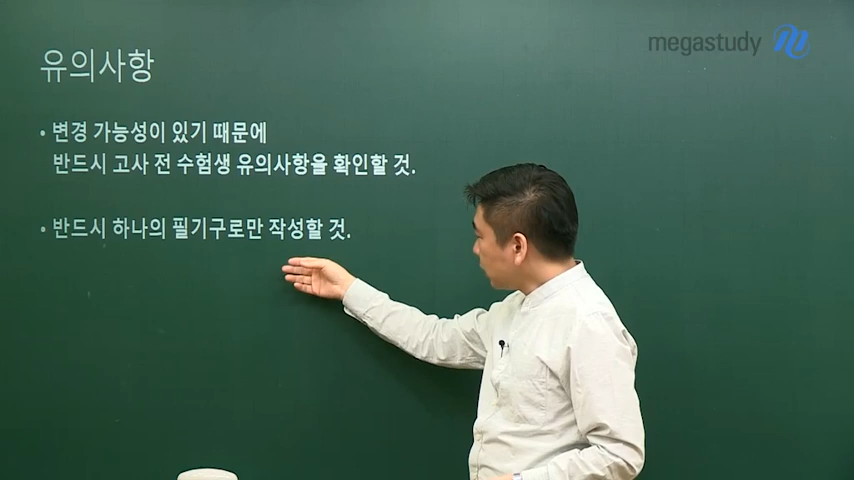 megastudy
유의사항
• 변경 가능성이 있기 때문에
반드시 고사 전 수험생 유의사항을 확인할 것.
• 반드시 하나의 필기구로만 작성할 것.